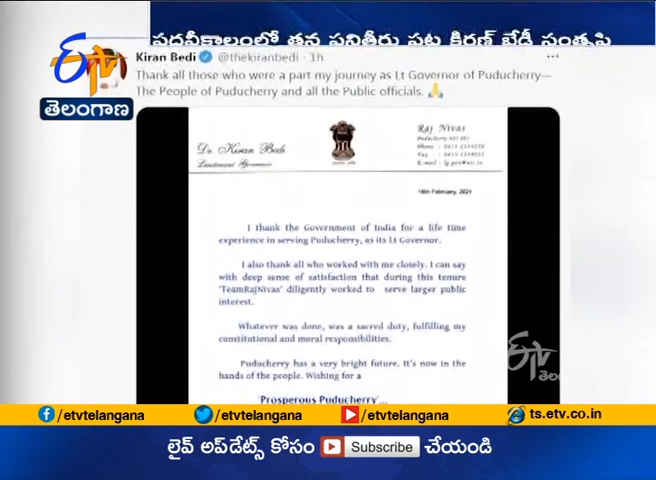 పదవీకాలంలో తన పనితీరు పట్ల కిరణ్ బేడీ సంతృప్తి
ETV
తెలంగాణ
Kiran Bedi @thekiranbedi · 1h
Thank all those who were a part my journey as Lt Governor of Puducherry—
The People of Puducherry and all the Public officials. 🙏
Dr. Kiran Bedi
Lieutenant Governor
Raj Nivas
16th February, 2021
I thank the Government of India for a life time
experience in serving Puducherry, as its Lt Governor.
I also thank all who worked with me closely. I can say
with deep sense of satisfaction that during this tenure
'TeamRajNivas' diligently worked to serve larger public
interest.
Whatever was done, was a sacred duty, fulfilling my
constitutional and moral responsibilities.
Puducherry has a very bright future. It's now in the
hands of the people. Wishing for a
'Prosperous Puducherry'...
/etvtelangana /etvtelangana /etvtelangana ts.etv.co.in
లైవ్ అప్‌డేట్స్ కోసం Subscribe చేయండి